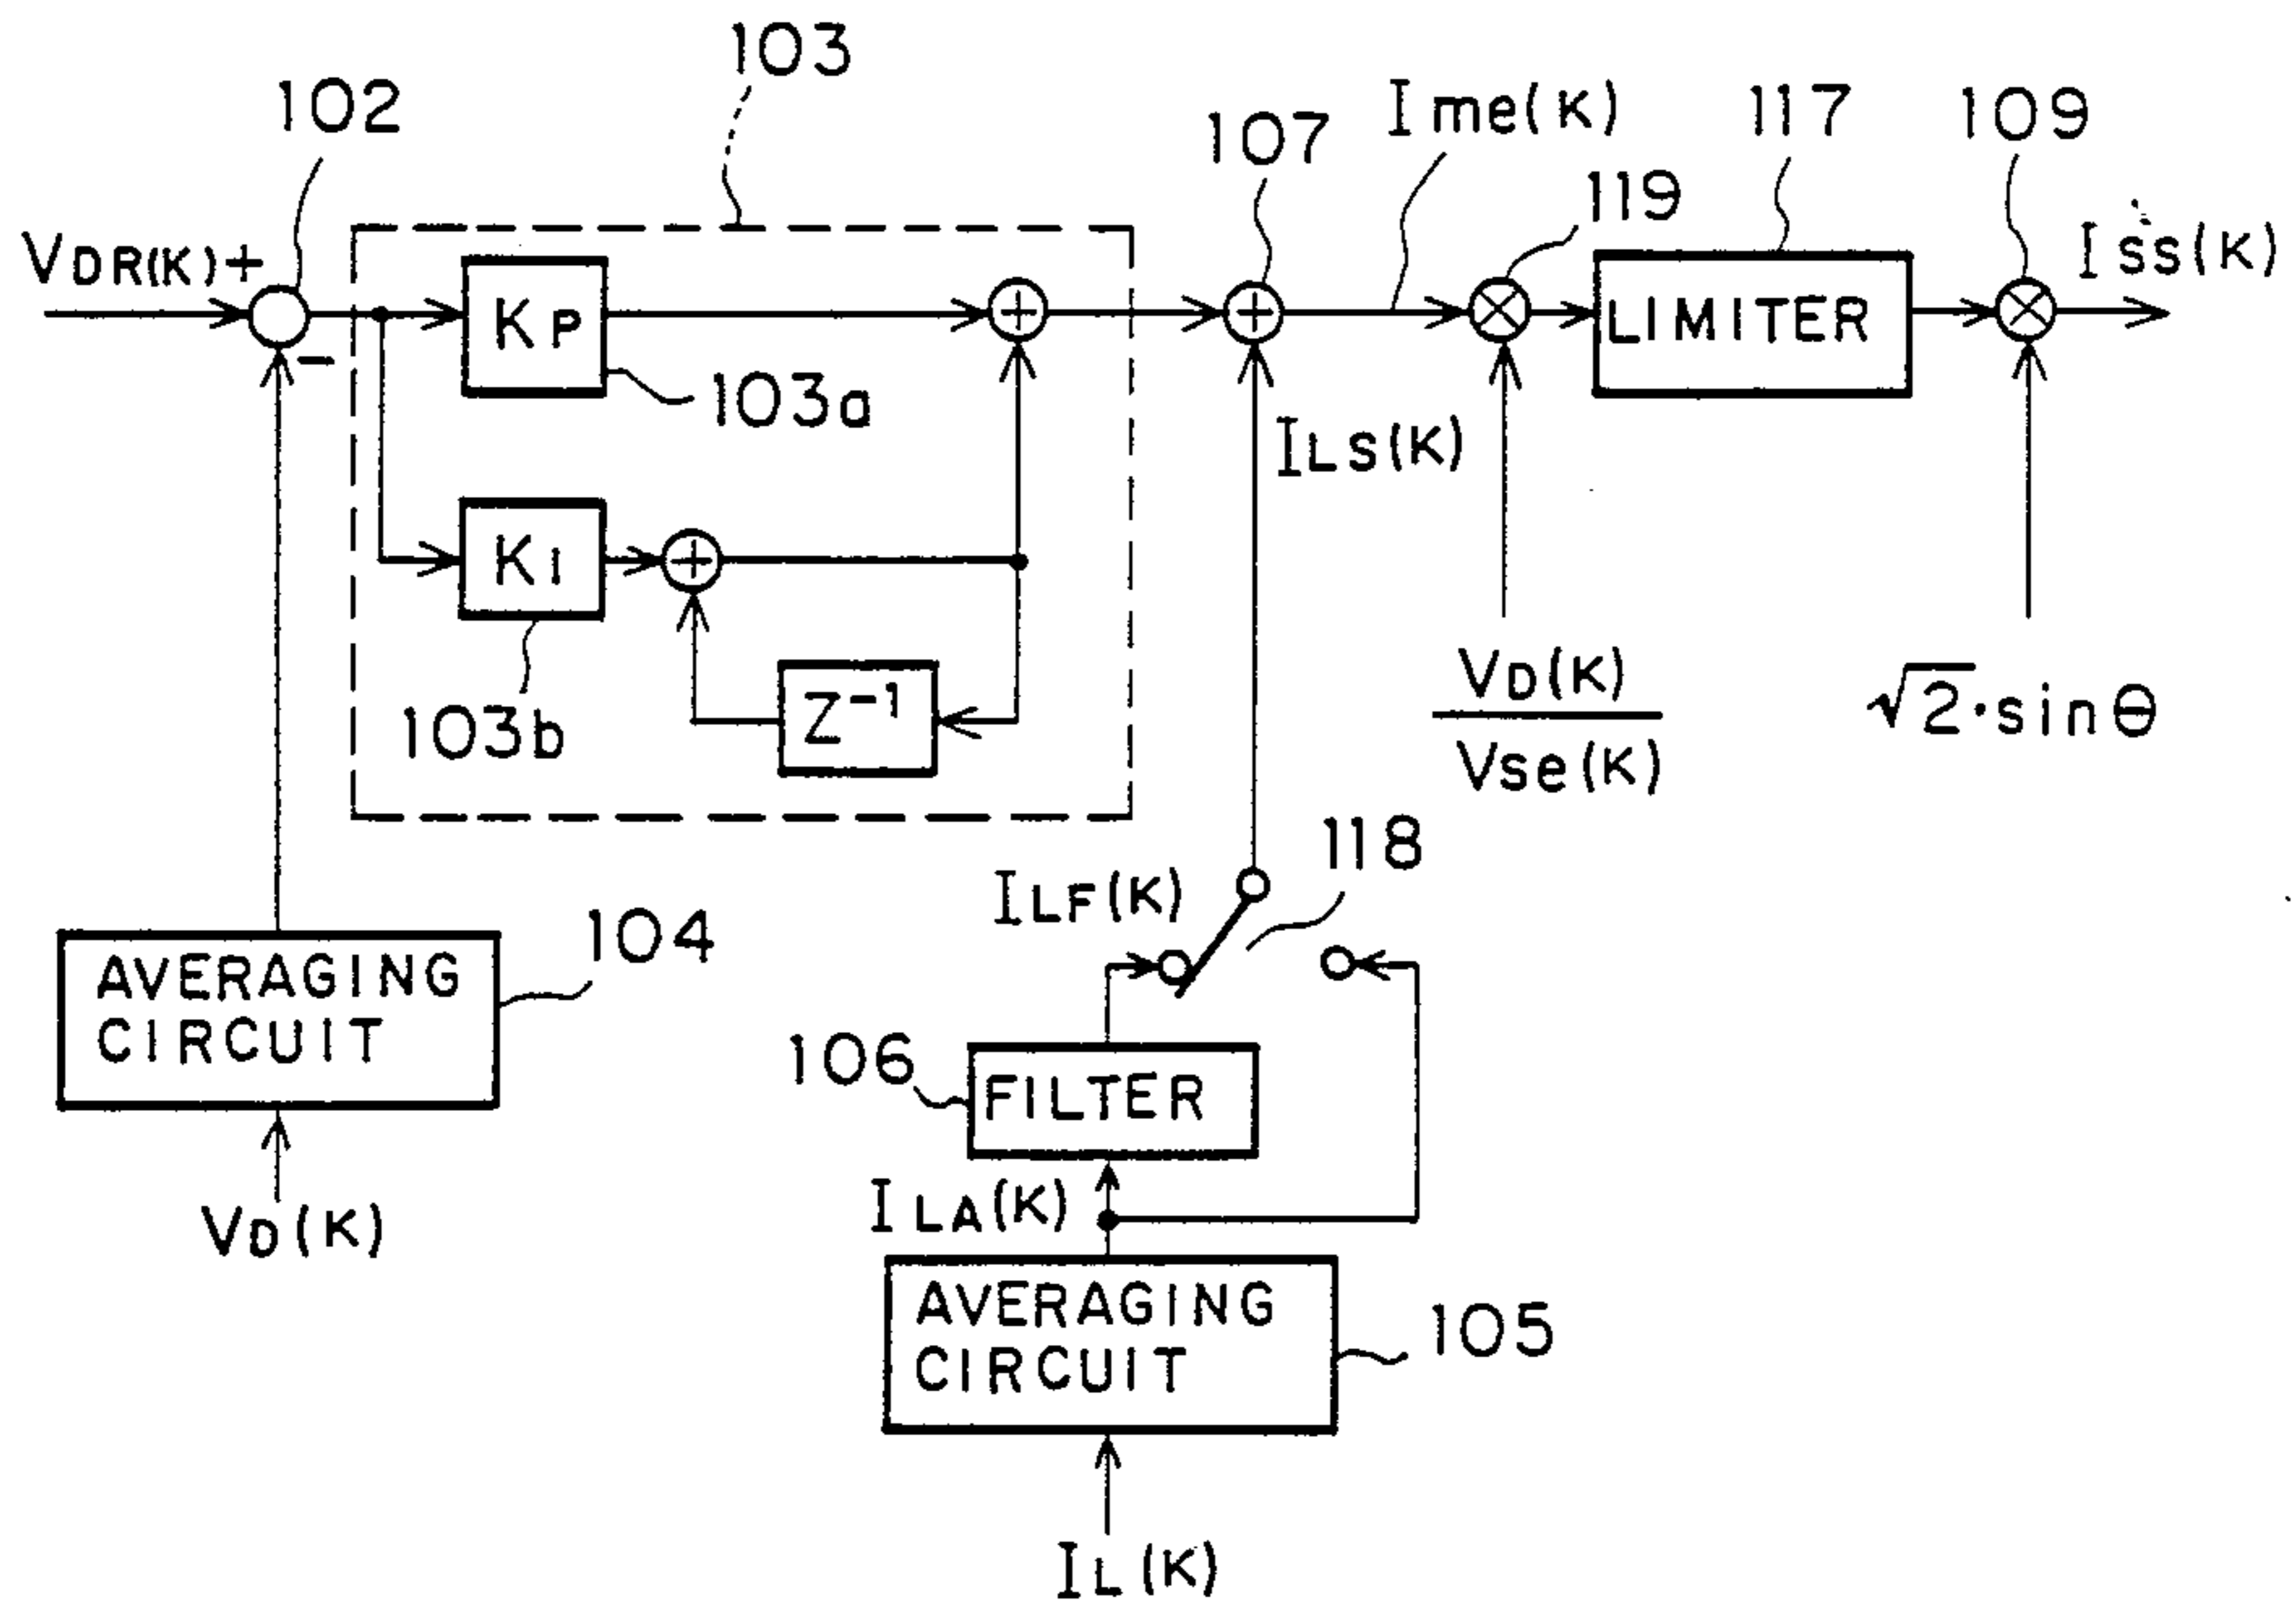 103
102
Ime(K)
117
109
107
119
VDR(K)+
ISS(K)
KP
LIMITER
-
103a
ILS(K)
KI
Z-1
103b
VD(K)
Vse(K)
√2·sinθ
118
ILF(K)
104
AVERAGING
CIRCUIT
106
FILTER
ILA(K)
VD(K)
AVERAGING
CIRCUIT
105
IL(K)